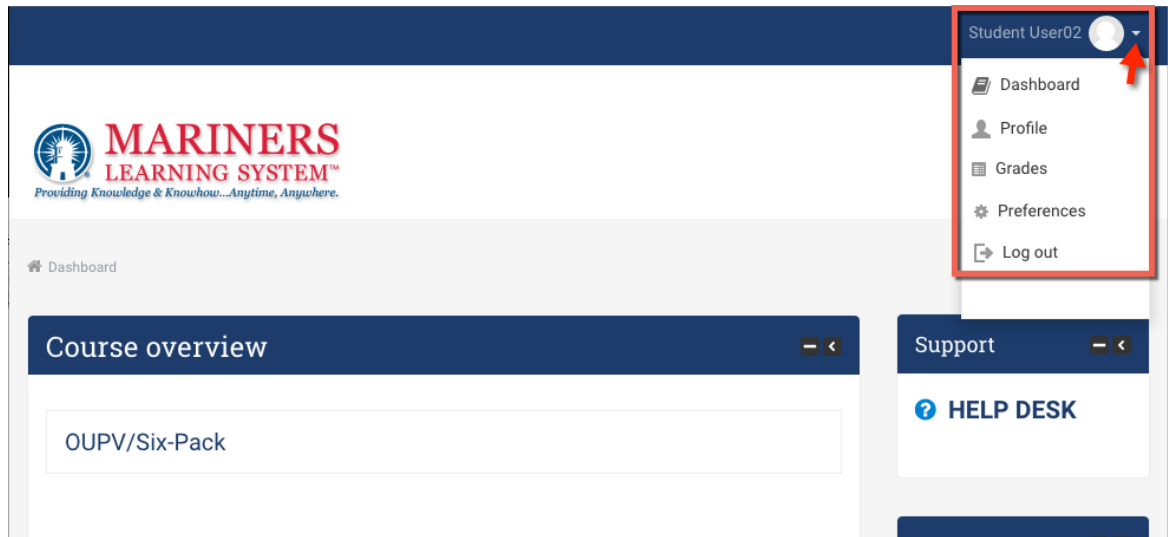 Student User02
Dashboard
Profile
Grades
Preferences
Log out
MARINERS
LEARNING SYSTEM™
Providing Knowledge & Knowhow...Anytime, Anywhere.
Dashboard
Course overview
OUPV/Six-Pack
Support
HELP DESK